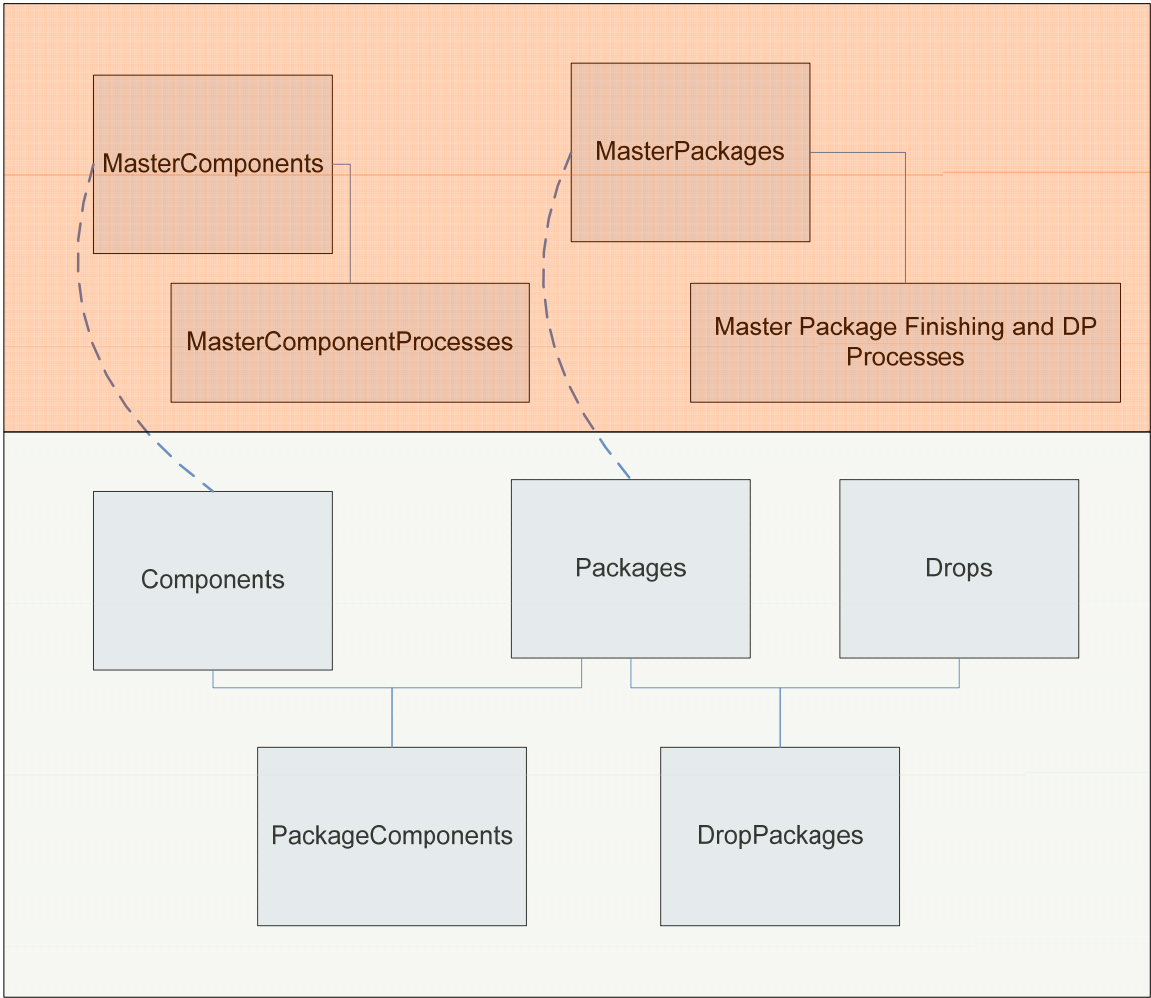 MasterComponents
MasterPackages
MasterComponentProcesses
Master Package Finishing and DP
Processes
Components
Packages
Drops
PackageComponents
DropPackages